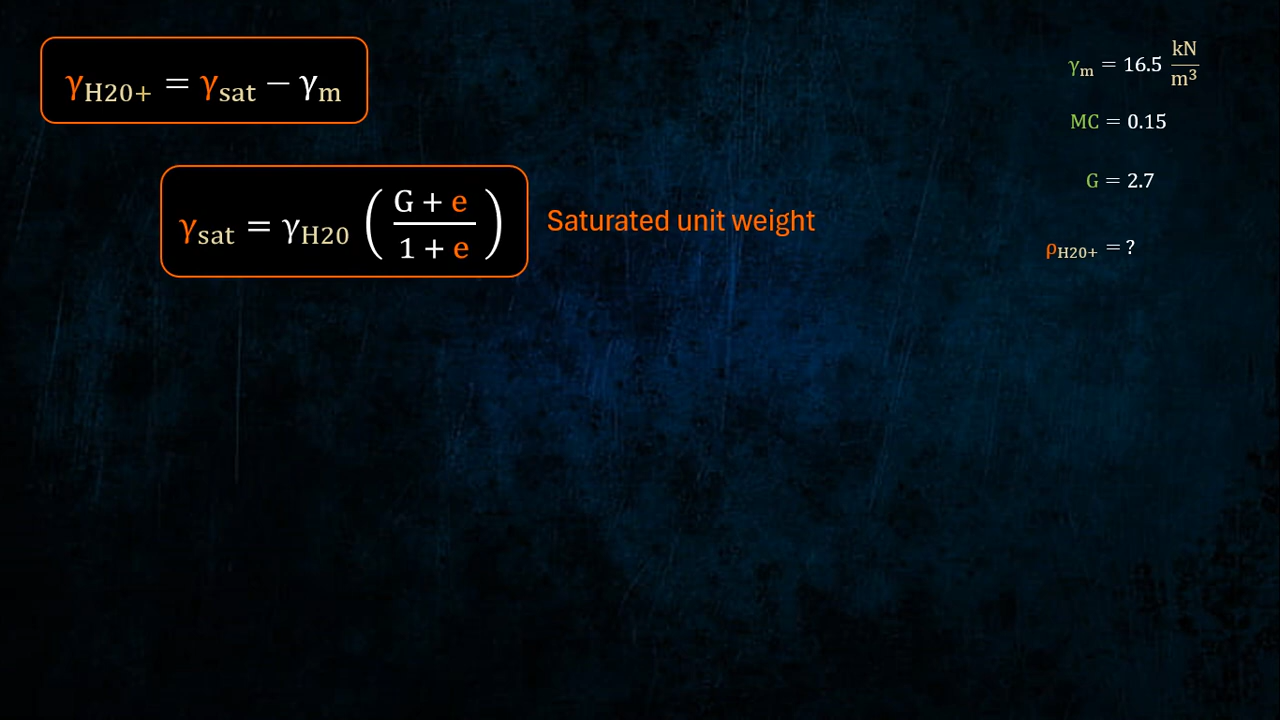 γH20+ = γsat − γm
γsat = γH20 ( (G + e) / (1 + e) )
Saturated unit weight
γm = 16.5 kN/m³
MC = 0.15
G = 2.7
ρH20+ = ?